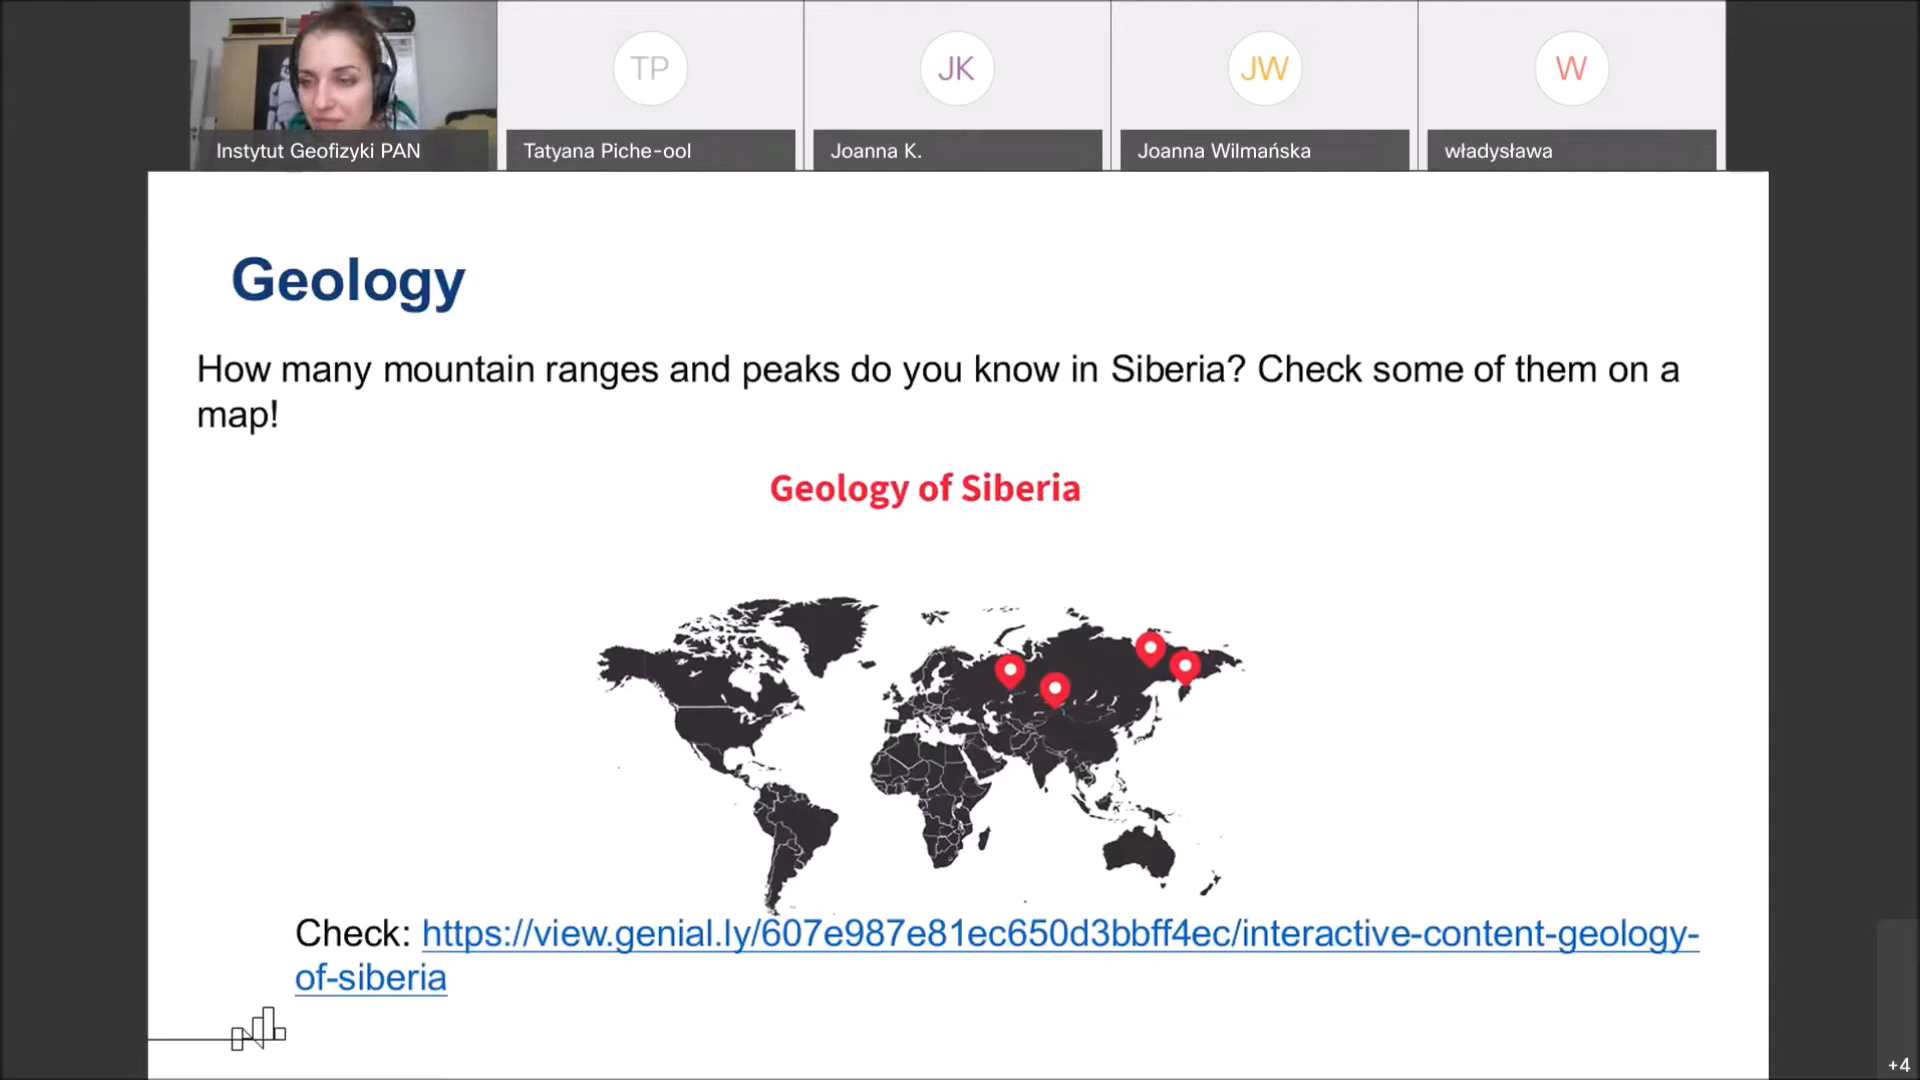 TP
JK
JW
W
Instytut Geofizyki PAN
Tatyana Piche-ool
Joanna K.
Joanna Wilmańska
władysława
Geology
How many mountain ranges and peaks do you know in Siberia? Check some of them on a
map!
Geology of Siberia
Check: https://view.genial.ly/607e987e81ec650d3bbff4ec/interactive-content-geology-
of-siberia
+4